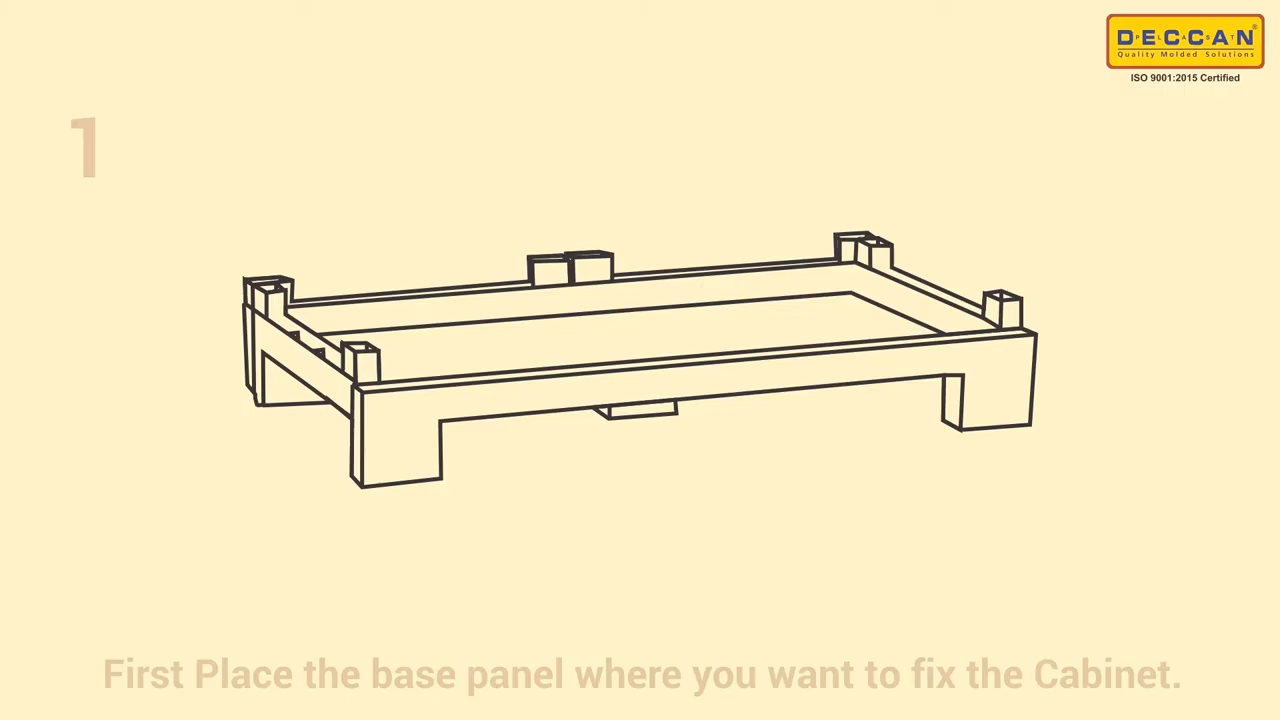 DECCAN
PLAST
Quality Molded Solutions
ISO 9001:2015 Certified
1
First Place the base panel where you want to fix the Cabinet.